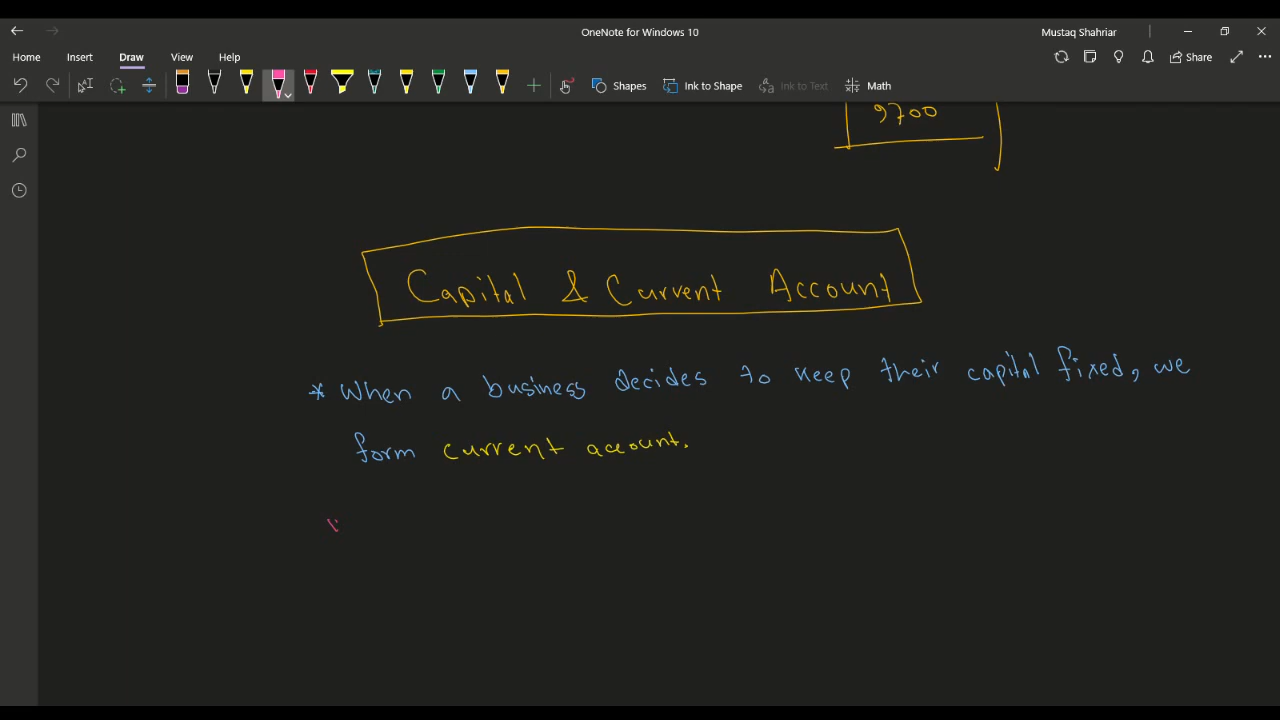 OneNote for Windows 10
Mustaq Shahriar
Home Insert Draw View Help
Share
Shapes Ink to Shape Ink to Text Math
9700
Capital & Current Account
* When a business decides to keep their capital fixed, we
form current account.